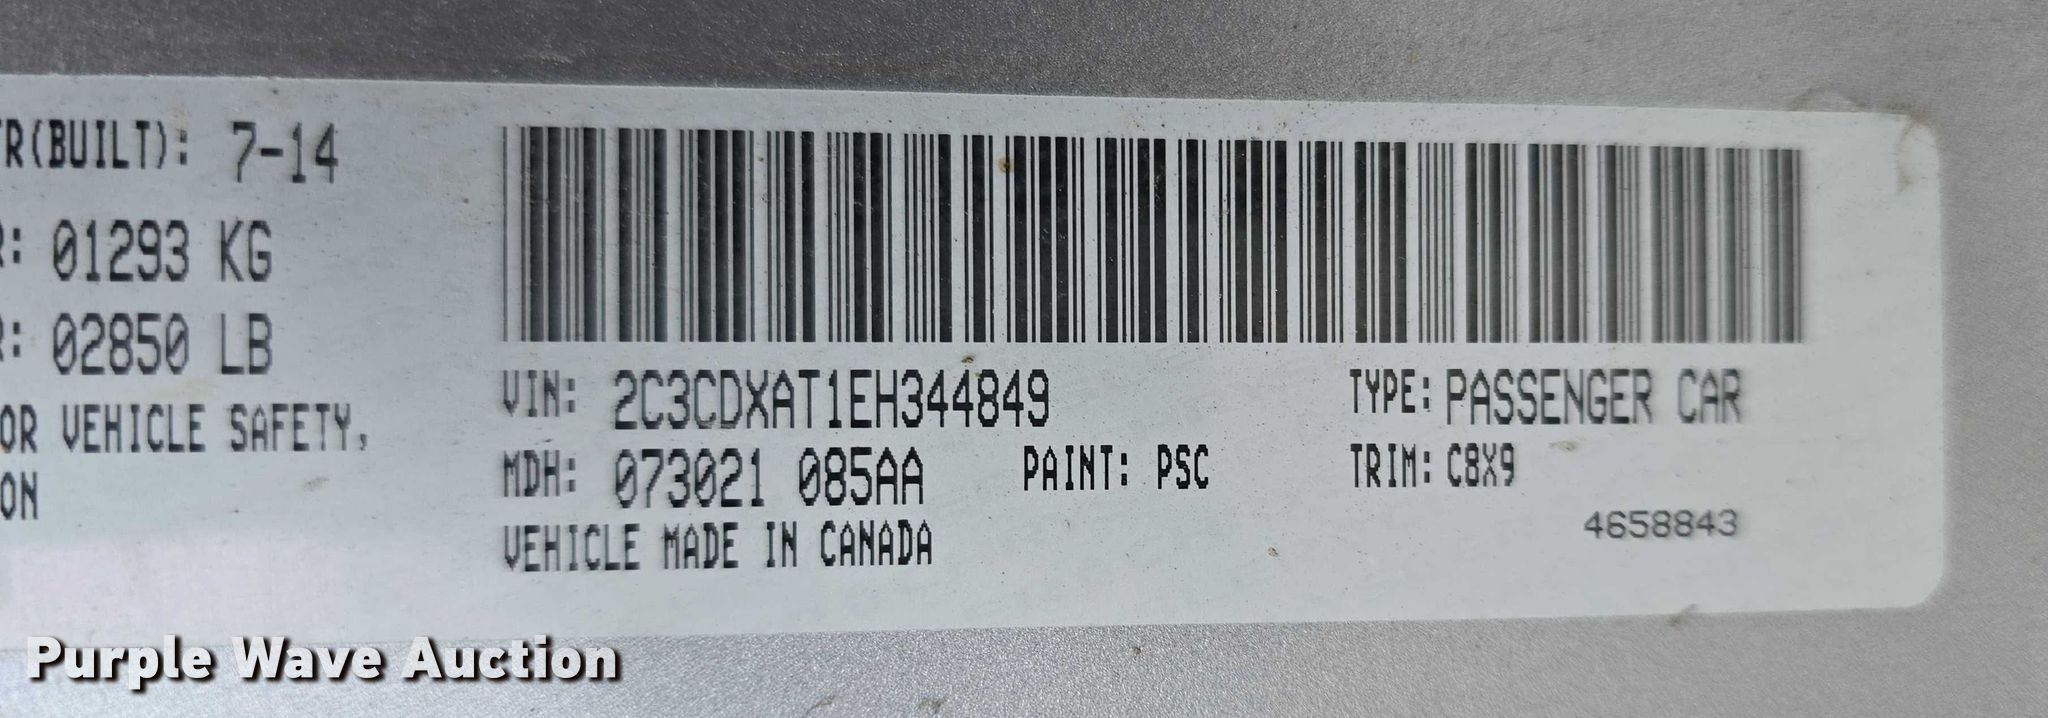 TR(BUILT): 7-14
R: 01293 KG
R: 02850 LB
OR VEHICLE SAFETY,
ON
VIN: 2C3CDXAT1EH344849
TYPE: PASSENGER CAR
MDH: 073021 085AA
PAINT: PSC
TRIM: C8X9
VEHICLE MADE IN CANADA
4658843
Purple Wave Auction